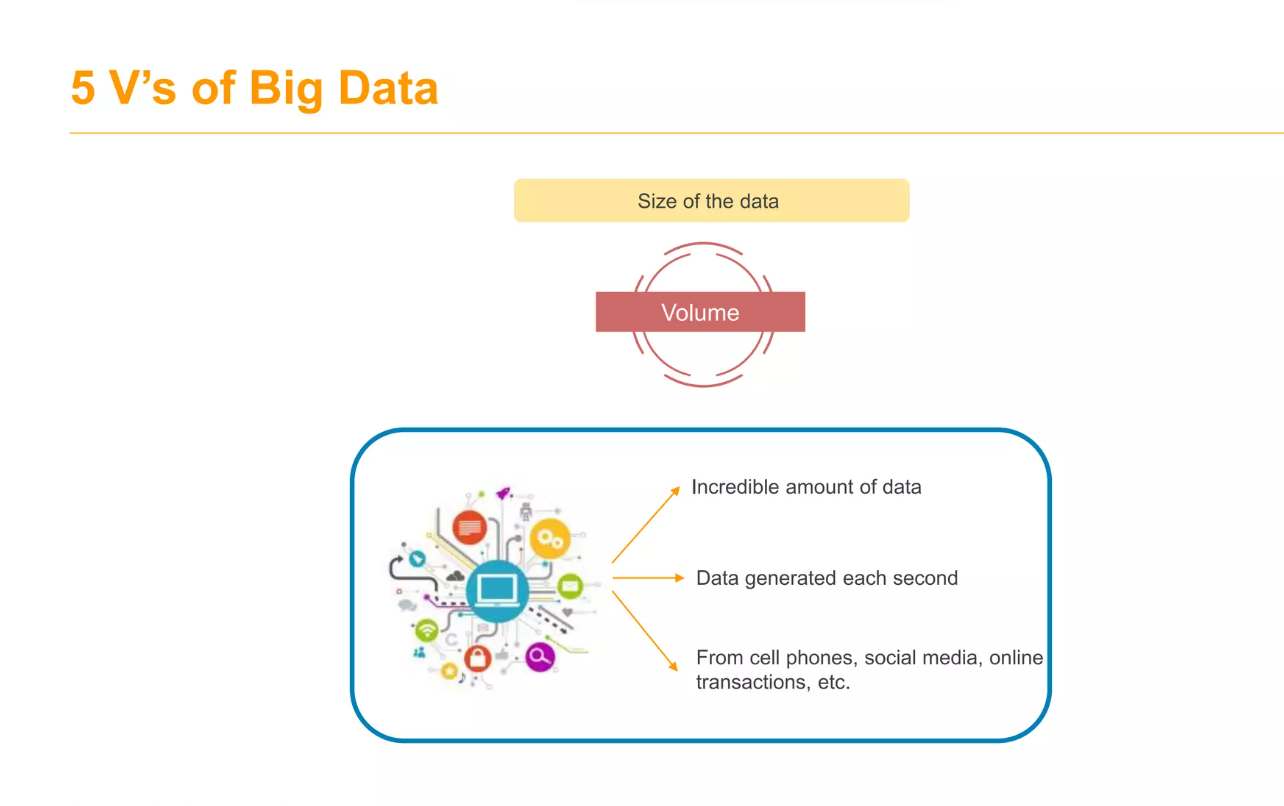 5 V’s of Big Data
Size of the data
Volume
Incredible amount of data
Data generated each second
From cell phones, social media, online
transactions, etc.